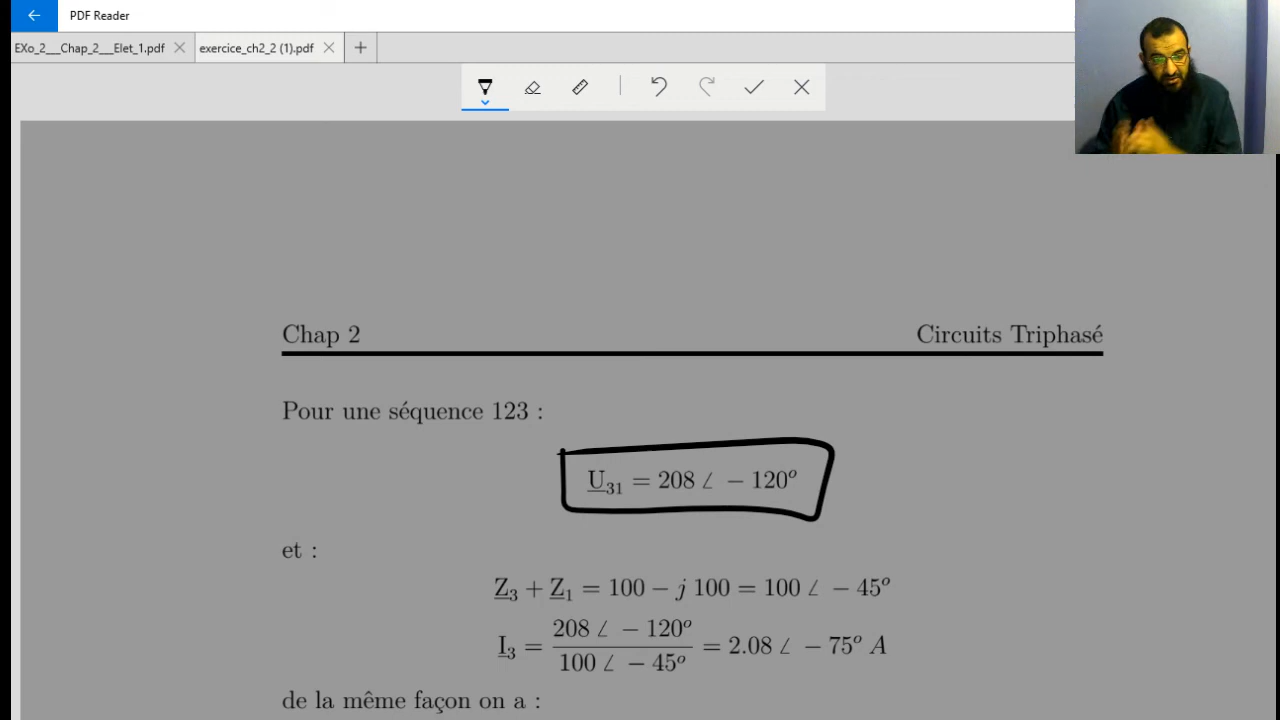 PDF Reader
EXo_2__Chap_2__Elet_1.pdf
exercice_ch2_2 (1).pdf
Chap 2
Circuits Triphasé
Pour une séquence 123 :
U₃₁ = 208 ∠ − 120°
et :
Z₃ + Z₁ = 100 − j 100 = 100 ∠ − 45°
I₃ = 208 ∠ − 120° / 100 ∠ − 45° = 2.08 ∠ − 75° A
de la même façon on a :